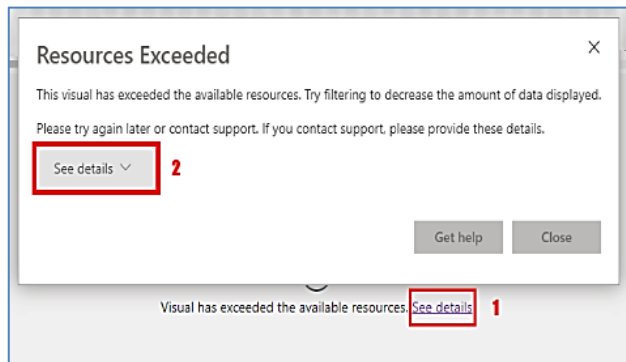 Resources Exceeded
This visual has exceeded the available resources. Try filtering to decrease the amount of data displayed.
Please try again later or contact support. If you contact support, please provide these details.
See details 2
Get help Close
Visual has exceeded the available resources. See details 1